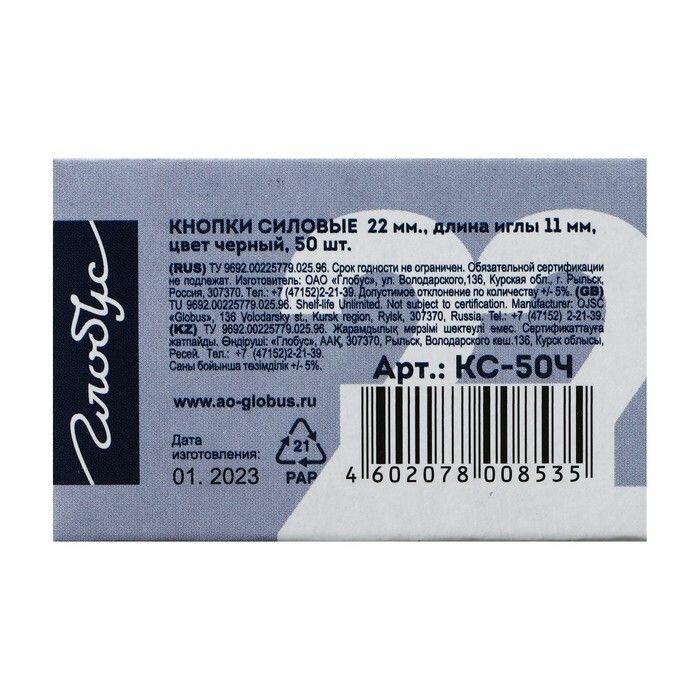 Глобус
КНОПКИ СИЛОВЫЕ 22 мм., длина иглы 11 мм,
цвет черный, 50 шт.
(RUS) ТУ 9692.00225779.025.96. Срок годности не ограничен. Обязательной сертификации
не подлежат. Изготовитель: ОАО «Глобус», ул. Володарского,136, Курская обл., г. Рыльск,
Россия, 307370, Тел.: +7 (47152)2-21-39. Допустимое отклонение по количеству +/- 5%. (GB)
TU 9692.00225779.025.96. Shelf-life Unlimited. Not subject to certification. Manufacturer: OJSC
«Globus», 136 Volodarsky st., Kursk region, Rylsk, 307370, Russia, Tel.: +7 (47152) 2-21-39.
(KZ) ТУ 9692.00225779.025.96. Жарамдылық мерзімі шектеулі емес. Сертификаттауға
жатпайды. Өндіруші: «Глобус», ААҚ, 307370, Рыльск, Володарского кеш.136, Курск облысы,
Ресей. Тел.: +7 (47152)2-21-39.
Саны бойынша төзімділік +/- 5%.
Арт.: КС-50Ч
www.ao-globus.ru
Дата
изготовления:
01. 2023
21
PAP
4 602078 008535
22